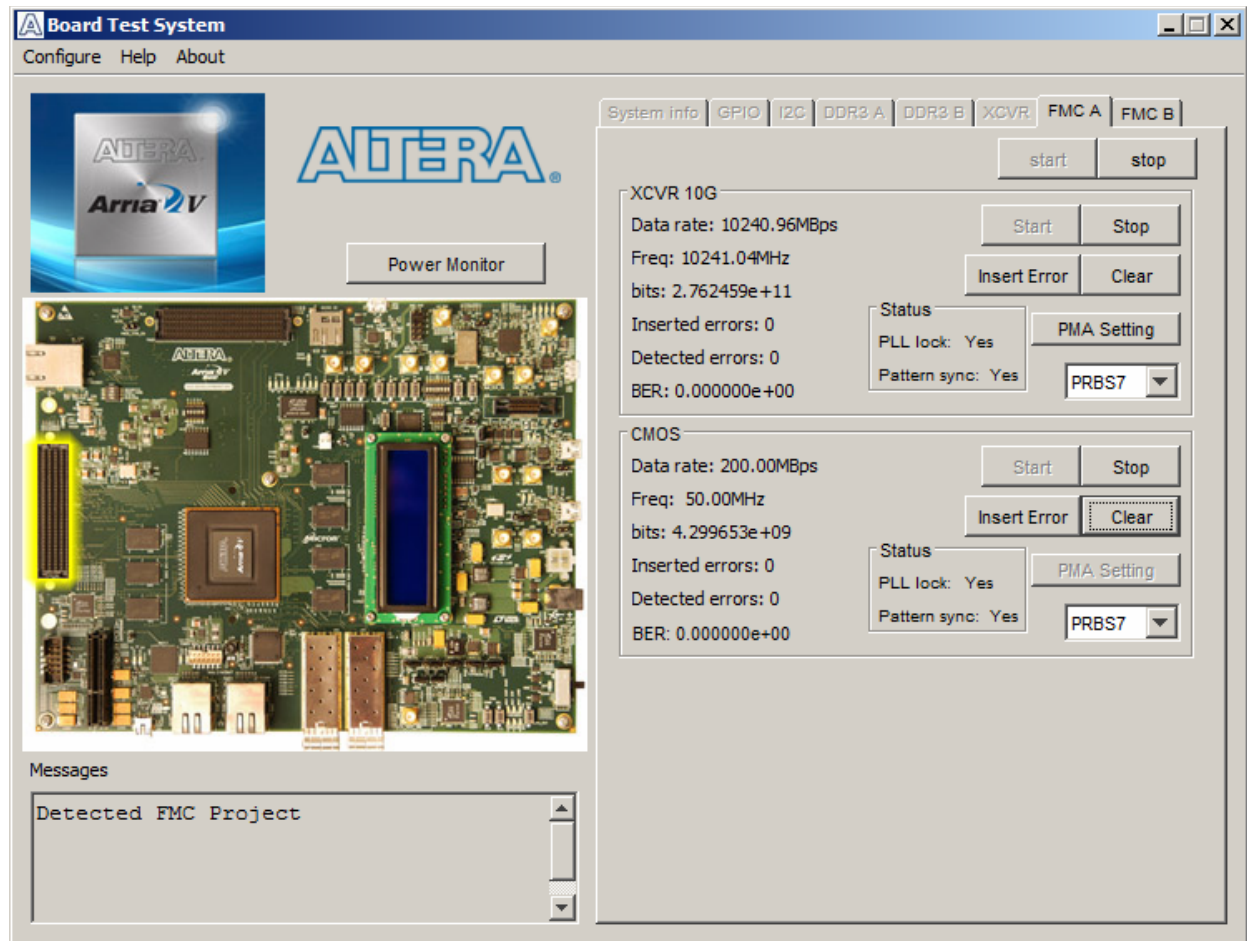 Board Test System
Configure Help About
ALTERA®
Arria V
ALTERA®
Power Monitor
ALTERA
Arria V
MICRON
Messages
Detected FMC Project
System info GPIO I2C DDR3 A DDR3 B XCVR FMC A FMC B
start stop
XCVR 10G
Data rate: 10240.96MBps
Start Stop
Freq: 10241.04MHz
Insert Error Clear
bits: 2.762459e+11
Status
Inserted errors: 0
PLL lock: Yes
PMA Setting
Detected errors: 0
Pattern sync: Yes
PRBS7
BER: 0.000000e+00
CMOS
Data rate: 200.00MBps
Start Stop
Freq: 50.00MHz
Insert Error Clear
bits: 4.299653e+09
Status
Inserted errors: 0
PLL lock: Yes
PMA Setting
Detected errors: 0
Pattern sync: Yes
PRBS7
BER: 0.000000e+00